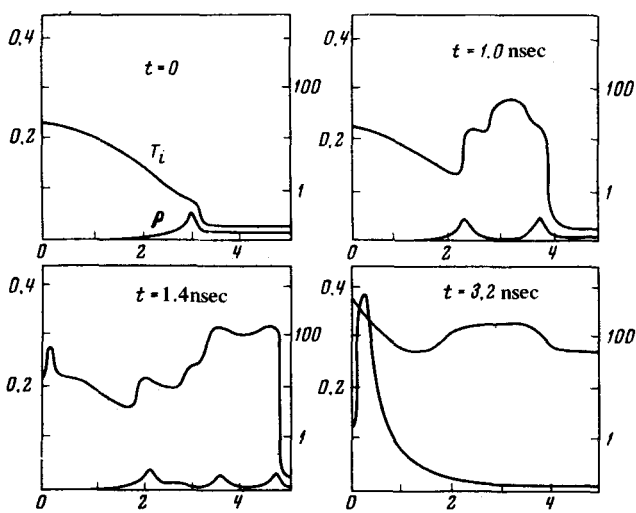 0,4
t=0
100
0,2
T_i
ρ
1
0 2 4
0,4
t = 1.0 nsec
100
0,2
1
0 2 4
0,4
t = 1.4nsec
100
0,2
1
0 2 4
0,4
t = 3,2 nsec
100
0,2
1
0 2 4